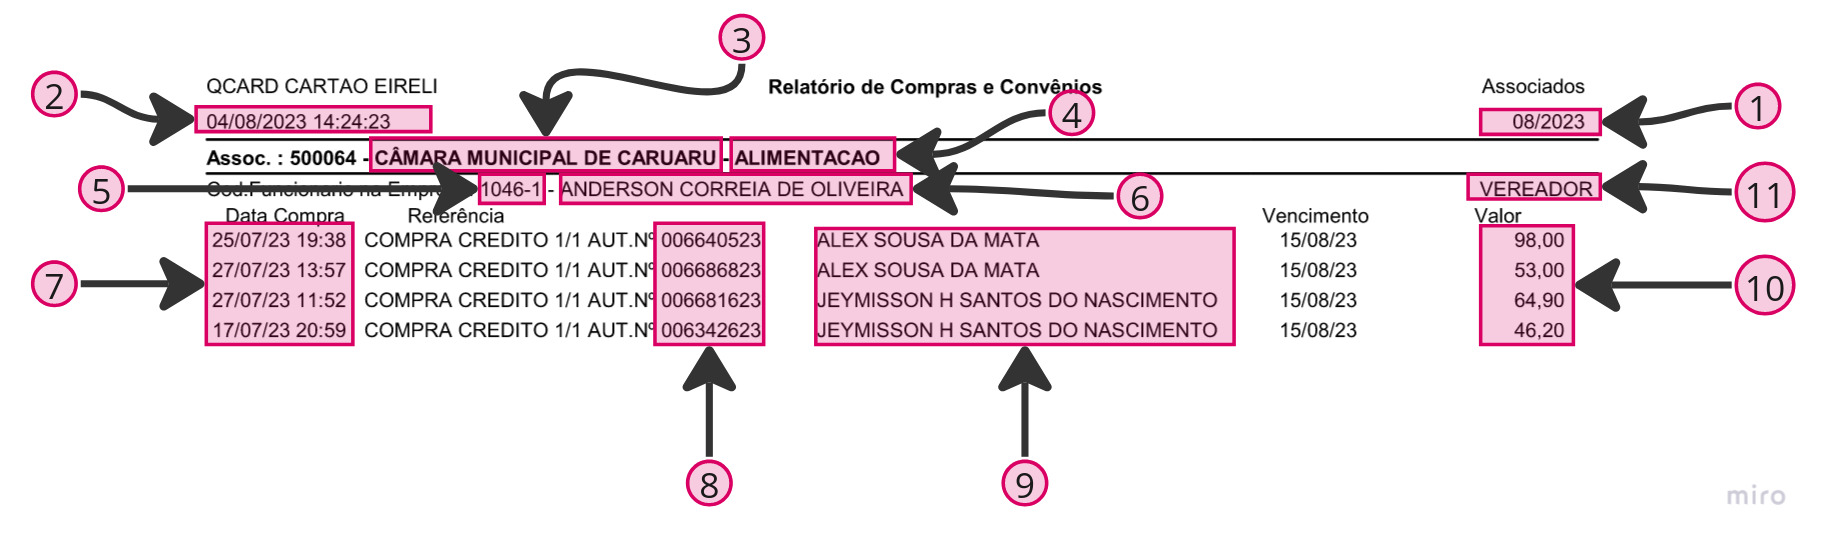 3
QCARD CARTAO EIRELI Relatório de Compras e Convênios Associados
2 04/08/2023 14:24:23 4 08/2023 1
Assoc. : 500064 - CÂMARA MUNICIPAL DE CARUARU - ALIMENTACAO
5 Cod.Funcionario na Empre 1046-1 - ANDERSON CORREIA DE OLIVEIRA 6 VEREADOR 11
Data Compra Referência Vencimento Valor
25/07/23 19:38 COMPRA CREDITO 1/1 AUT.Nº 006640523 ALEX SOUSA DA MATA 15/08/23 98,00
27/07/23 13:57 COMPRA CREDITO 1/1 AUT.Nº 006686823 ALEX SOUSA DA MATA 15/08/23 53,00
7 27/07/23 11:52 COMPRA CREDITO 1/1 AUT.Nº 006681623 JEYMISSON H SANTOS DO NASCIMENTO 15/08/23 64,90 10
17/07/23 20:59 COMPRA CREDITO 1/1 AUT.Nº 006342623 JEYMISSON H SANTOS DO NASCIMENTO 15/08/23 46,20
8 9
miro